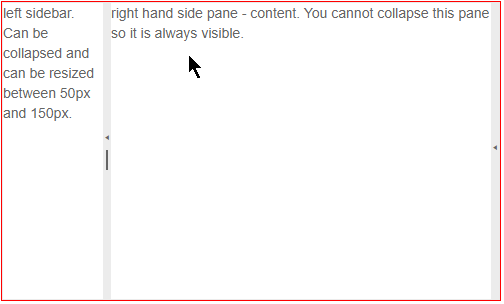 left sidebar.
Can be
collapsed and
can be resized
between 50px
and 150px.
right hand side pane - content. You cannot collapse this pane
so it is always visible.